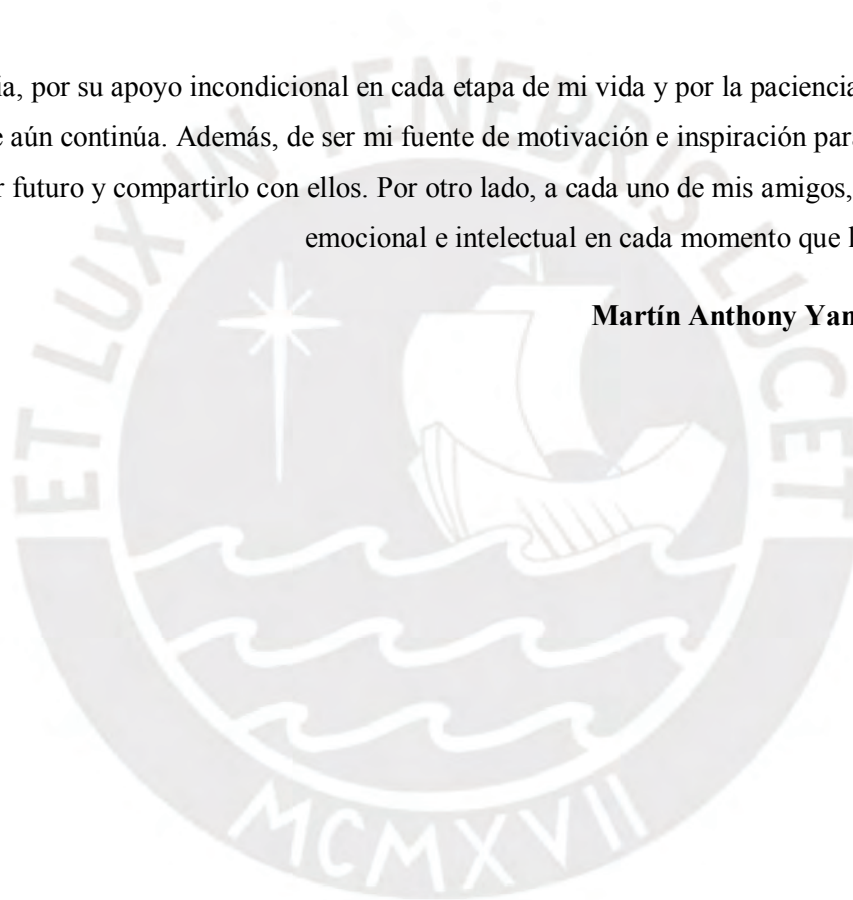 ia, por su apoyo incondicional en cada etapa de mi vida y por la paciencia
aún continúa. Además, de ser mi fuente de motivación e inspiración para
r futuro y compartirlo con ellos. Por otro lado, a cada uno de mis amigos,
emocional e intelectual en cada momento que
Martín Anthony Yan
ET LUX IN TENEBRIS LUCET
MCMXVII